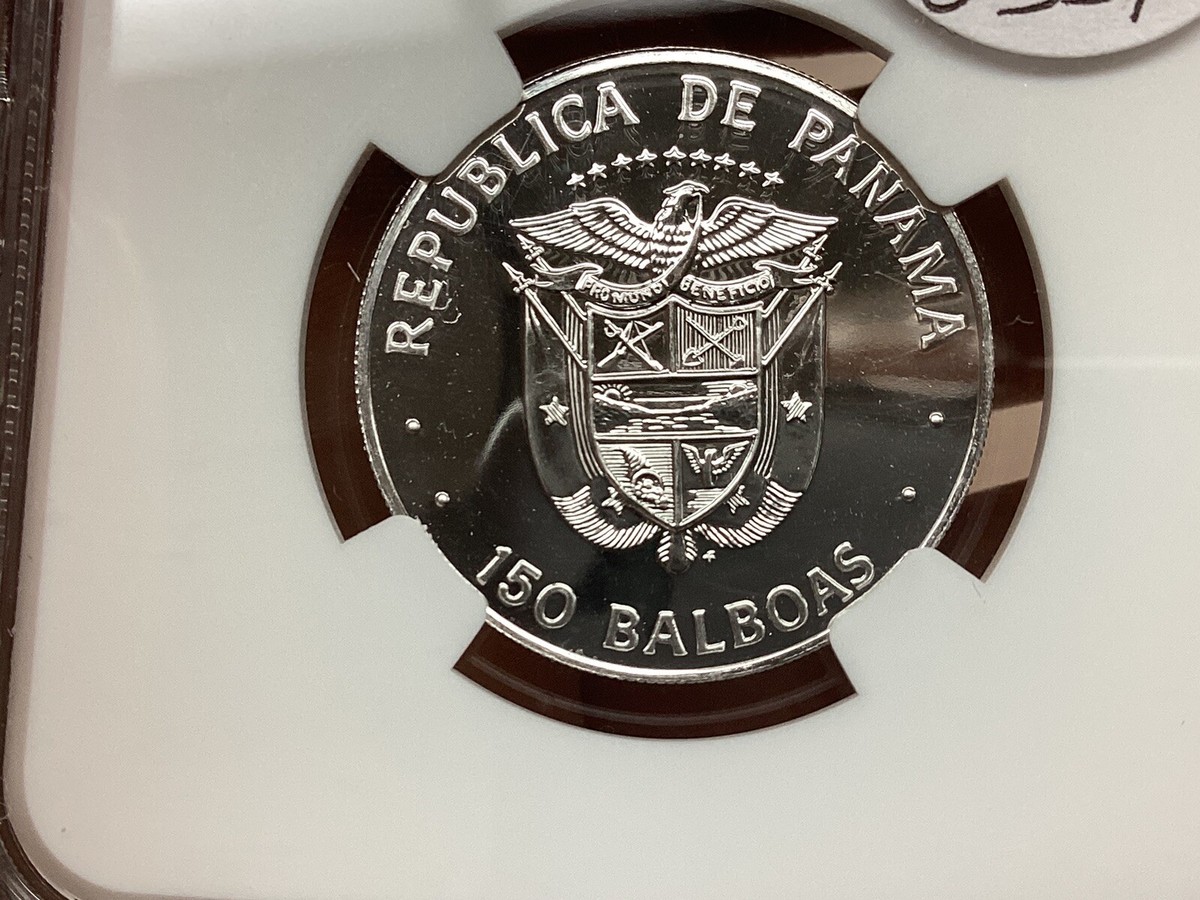 REPUBLICA DE PANAMA
PRO MUNDI BENEFICIO
150 BALBOAS